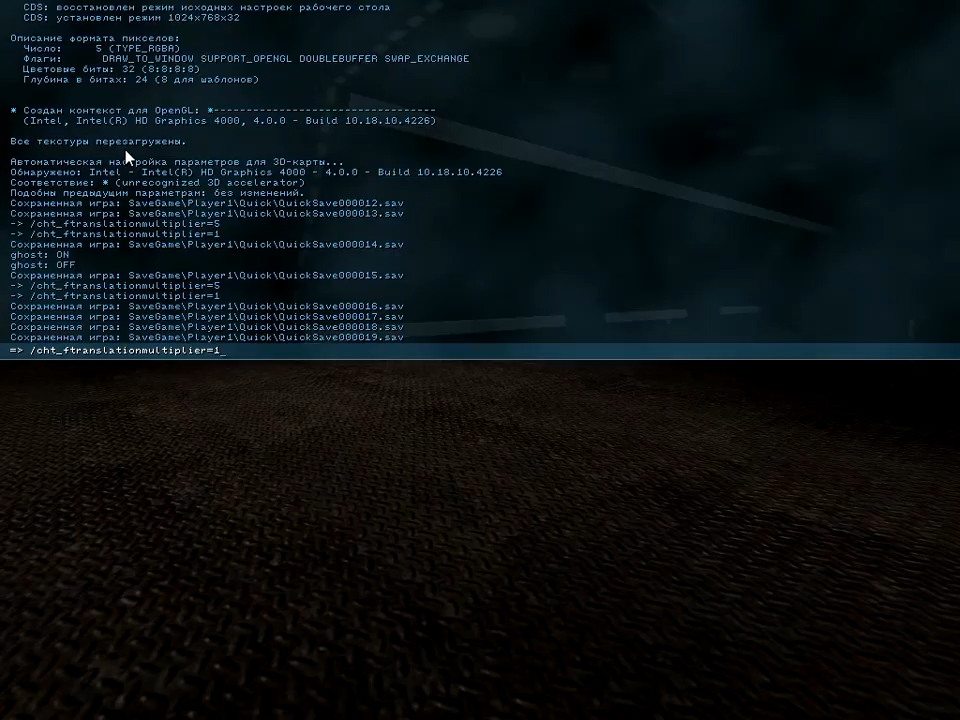 CDS: восстановлен режим исходных настроек рабочего стола
CDS: установлен режим 1024x768x32
Описание формата пикселов:
Число: 5 (TYPE_RGBA)
Флаги: DRAW_TO_WINDOW SUPPORT_OPENGL DOUBLEBUFFER SWAP_EXCHANGE
Цветовые биты: 32 (8:8:8:8)
Глубина в битах: 24 (8 для шаблонов)
* Создан контекст для OpenGL: *----------------------------------
(Intel, Intel(R) HD Graphics 4000, 4.0.0 - Build 10.18.10.4226)
Все текстуры перезагружены.
Автоматическая настройка параметров для 3D-карты...
Обнаружено: Intel - Intel(R) HD Graphics 4000 - 4.0.0 - Build 10.18.10.4226
Соответствие: * (unrecognized 3D accelerator)
Подобны предыдущим параметрам: без изменений.
Сохраненная игра: SaveGame\Player1\Quick\QuickSave000012.sav
Сохраненная игра: SaveGame\Player1\Quick\QuickSave000013.sav
-> /cht_ftranslationmultiplier=5
-> /cht_ftranslationmultiplier=1
Сохраненная игра: SaveGame\Player1\Quick\QuickSave000014.sav
ghost: ON
ghost: OFF
Сохраненная игра: SaveGame\Player1\Quick\QuickSave000015.sav
-> /cht_ftranslationmultiplier=5
-> /cht_ftranslationmultiplier=1
Сохраненная игра: SaveGame\Player1\Quick\QuickSave000016.sav
Сохраненная игра: SaveGame\Player1\Quick\QuickSave000017.sav
Сохраненная игра: SaveGame\Player1\Quick\QuickSave000018.sav
Сохраненная игра: SaveGame\Player1\Quick\QuickSave000019.sav
=> /cht_ftranslationmultiplier=1_